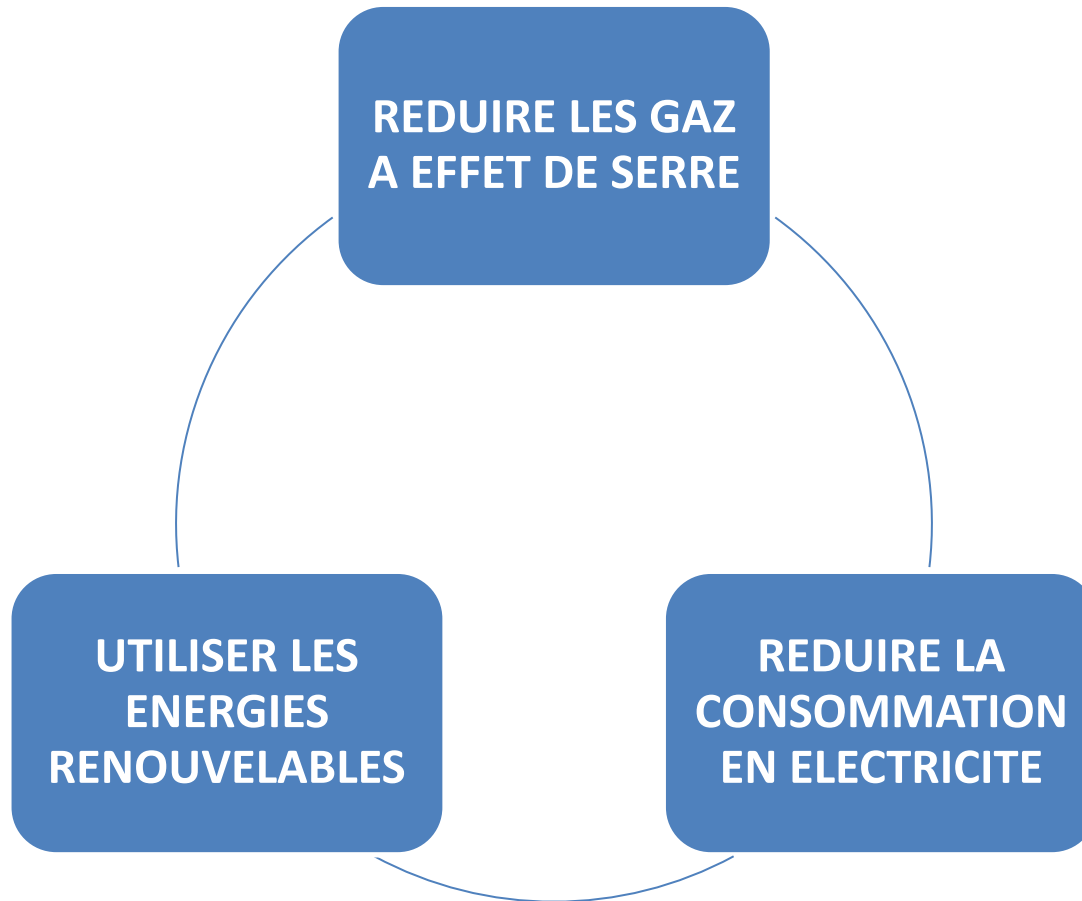 REDUIRE LES GAZ
A EFFET DE SERRE
UTILISER LES
ENERGIES
RENOUVELABLES
REDUIRE LA
CONSOMMATION
EN ELECTRICITE